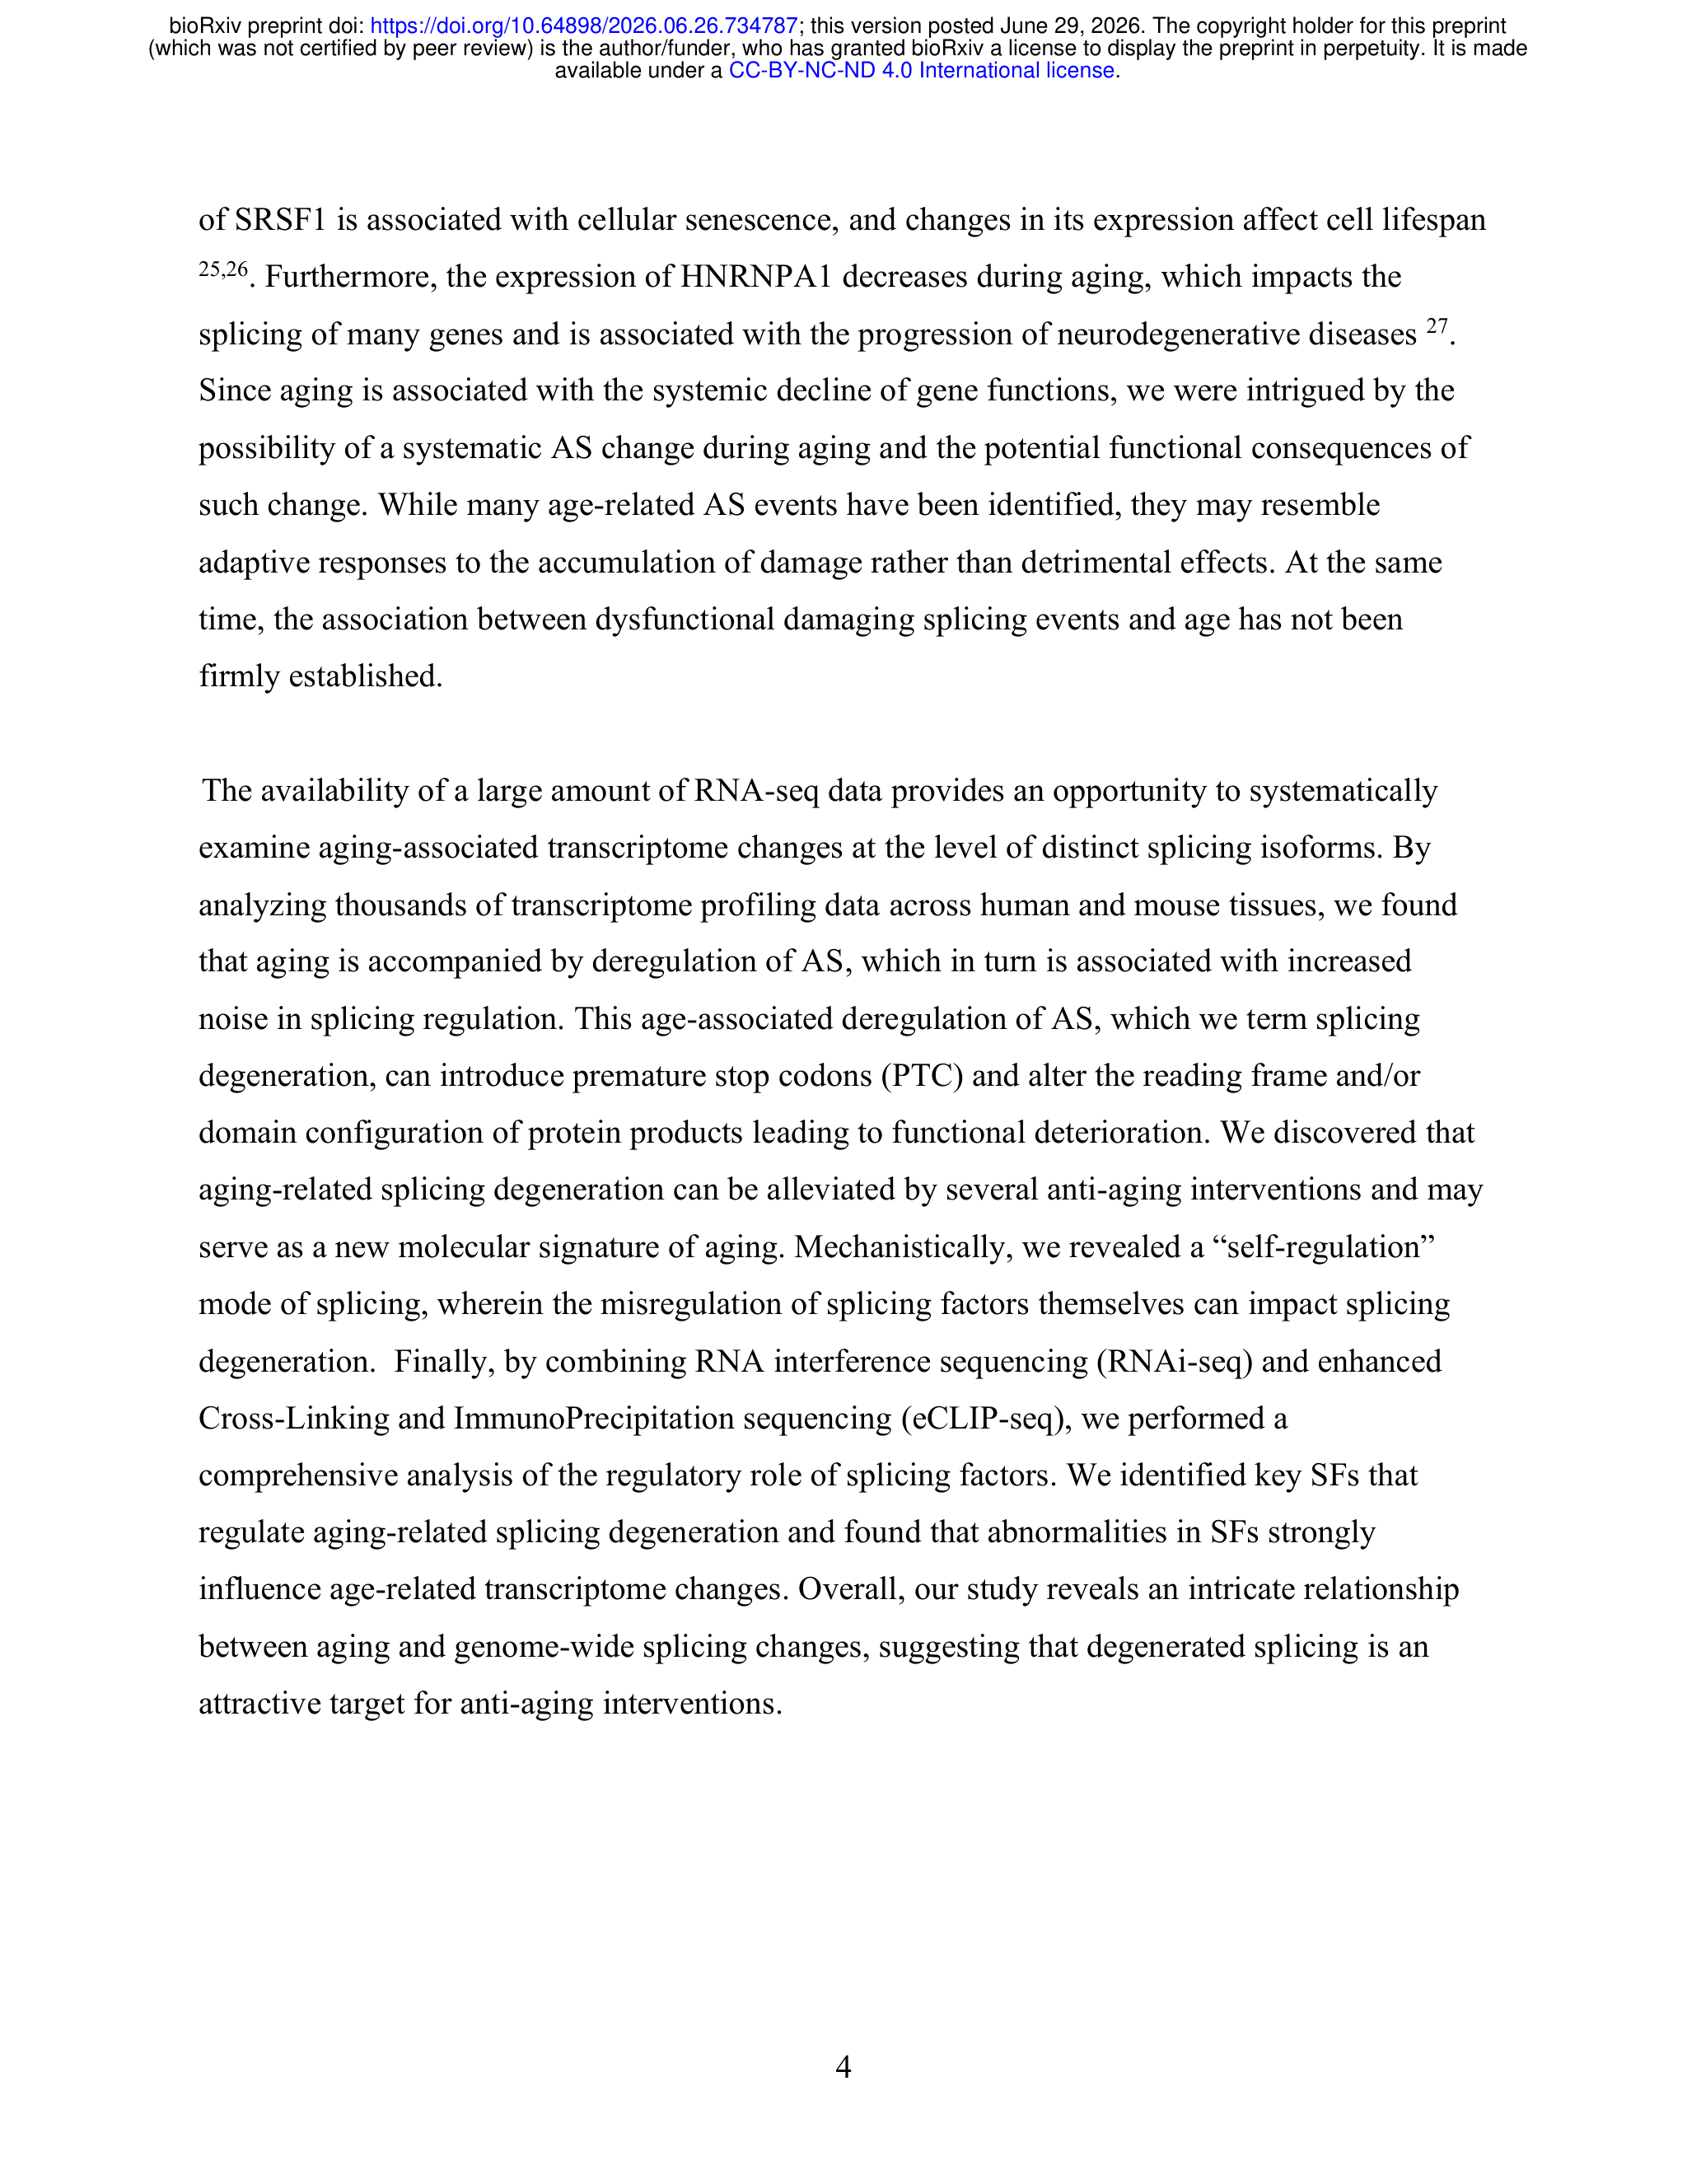 bioRxiv preprint doi: https://doi.org/10.64898/2026.06.26.734787; this version posted June 29, 2026. The copyright holder for this preprint
(which was not certified by peer review) is the author/funder, who has granted bioRxiv a license to display the preprint in perpetuity. It is made
available under a CC-BY-NC-ND 4.0 International license.
of SRSF1 is associated with cellular senescence, and changes in its expression affect cell lifespan
25,26. Furthermore, the expression of HNRNPA1 decreases during aging, which impacts the
splicing of many genes and is associated with the progression of neurodegenerative diseases 27.
Since aging is associated with the systemic decline of gene functions, we were intrigued by the
possibility of a systematic AS change during aging and the potential functional consequences of
such change. While many age-related AS events have been identified, they may resemble
adaptive responses to the accumulation of damage rather than detrimental effects. At the same
time, the association between dysfunctional damaging splicing events and age has not been
firmly established.
The availability of a large amount of RNA-seq data provides an opportunity to systematically
examine aging-associated transcriptome changes at the level of distinct splicing isoforms. By
analyzing thousands of transcriptome profiling data across human and mouse tissues, we found
that aging is accompanied by deregulation of AS, which in turn is associated with increased
noise in splicing regulation. This age-associated deregulation of AS, which we term splicing
degeneration, can introduce premature stop codons (PTC) and alter the reading frame and/or
domain configuration of protein products leading to functional deterioration. We discovered that
aging-related splicing degeneration can be alleviated by several anti-aging interventions and may
serve as a new molecular signature of aging. Mechanistically, we revealed a “self-regulation”
mode of splicing, wherein the misregulation of splicing factors themselves can impact splicing
degeneration.  Finally, by combining RNA interference sequencing (RNAi-seq) and enhanced
Cross-Linking and ImmunoPrecipitation sequencing (eCLIP-seq), we performed a
comprehensive analysis of the regulatory role of splicing factors. We identified key SFs that
regulate aging-related splicing degeneration and found that abnormalities in SFs strongly
influence age-related transcriptome changes. Overall, our study reveals an intricate relationship
between aging and genome-wide splicing changes, suggesting that degenerated splicing is an
attractive target for anti-aging interventions.
4